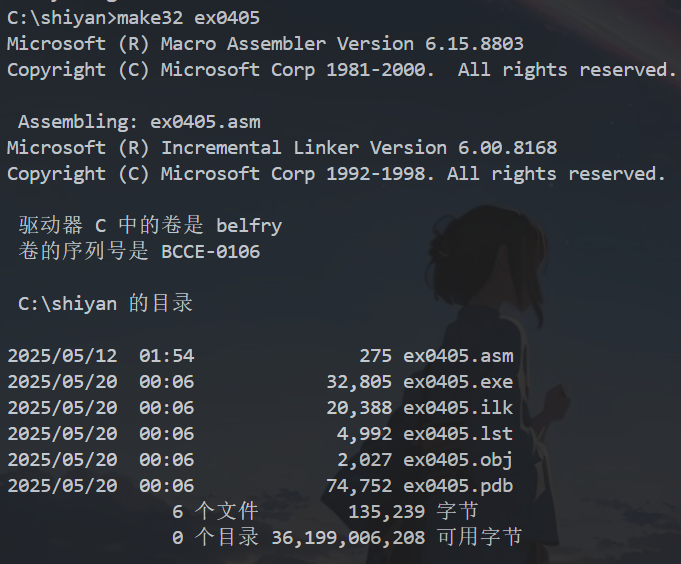 C:\shiyan>make32 ex0405
Microsoft (R) Macro Assembler Version 6.15.8803
Copyright (C) Microsoft Corp 1981-2000.  All rights reserved.
Assembling: ex0405.asm
Microsoft (R) Incremental Linker Version 6.00.8168
Copyright (C) Microsoft Corp 1992-1998. All rights reserved.
驱动器 C 中的卷是 belfry
卷的序列号是 BCCE-0106
C:\shiyan 的目录
2025/05/12  01:54               275 ex0405.asm
2025/05/20  00:06            32,805 ex0405.exe
2025/05/20  00:06            20,388 ex0405.ilk
2025/05/20  00:06             4,992 ex0405.lst
2025/05/20  00:06             2,027 ex0405.obj
2025/05/20  00:06            74,752 ex0405.pdb
6 个文件        135,239 字节
0 个目录 36,199,006,208 可用字节